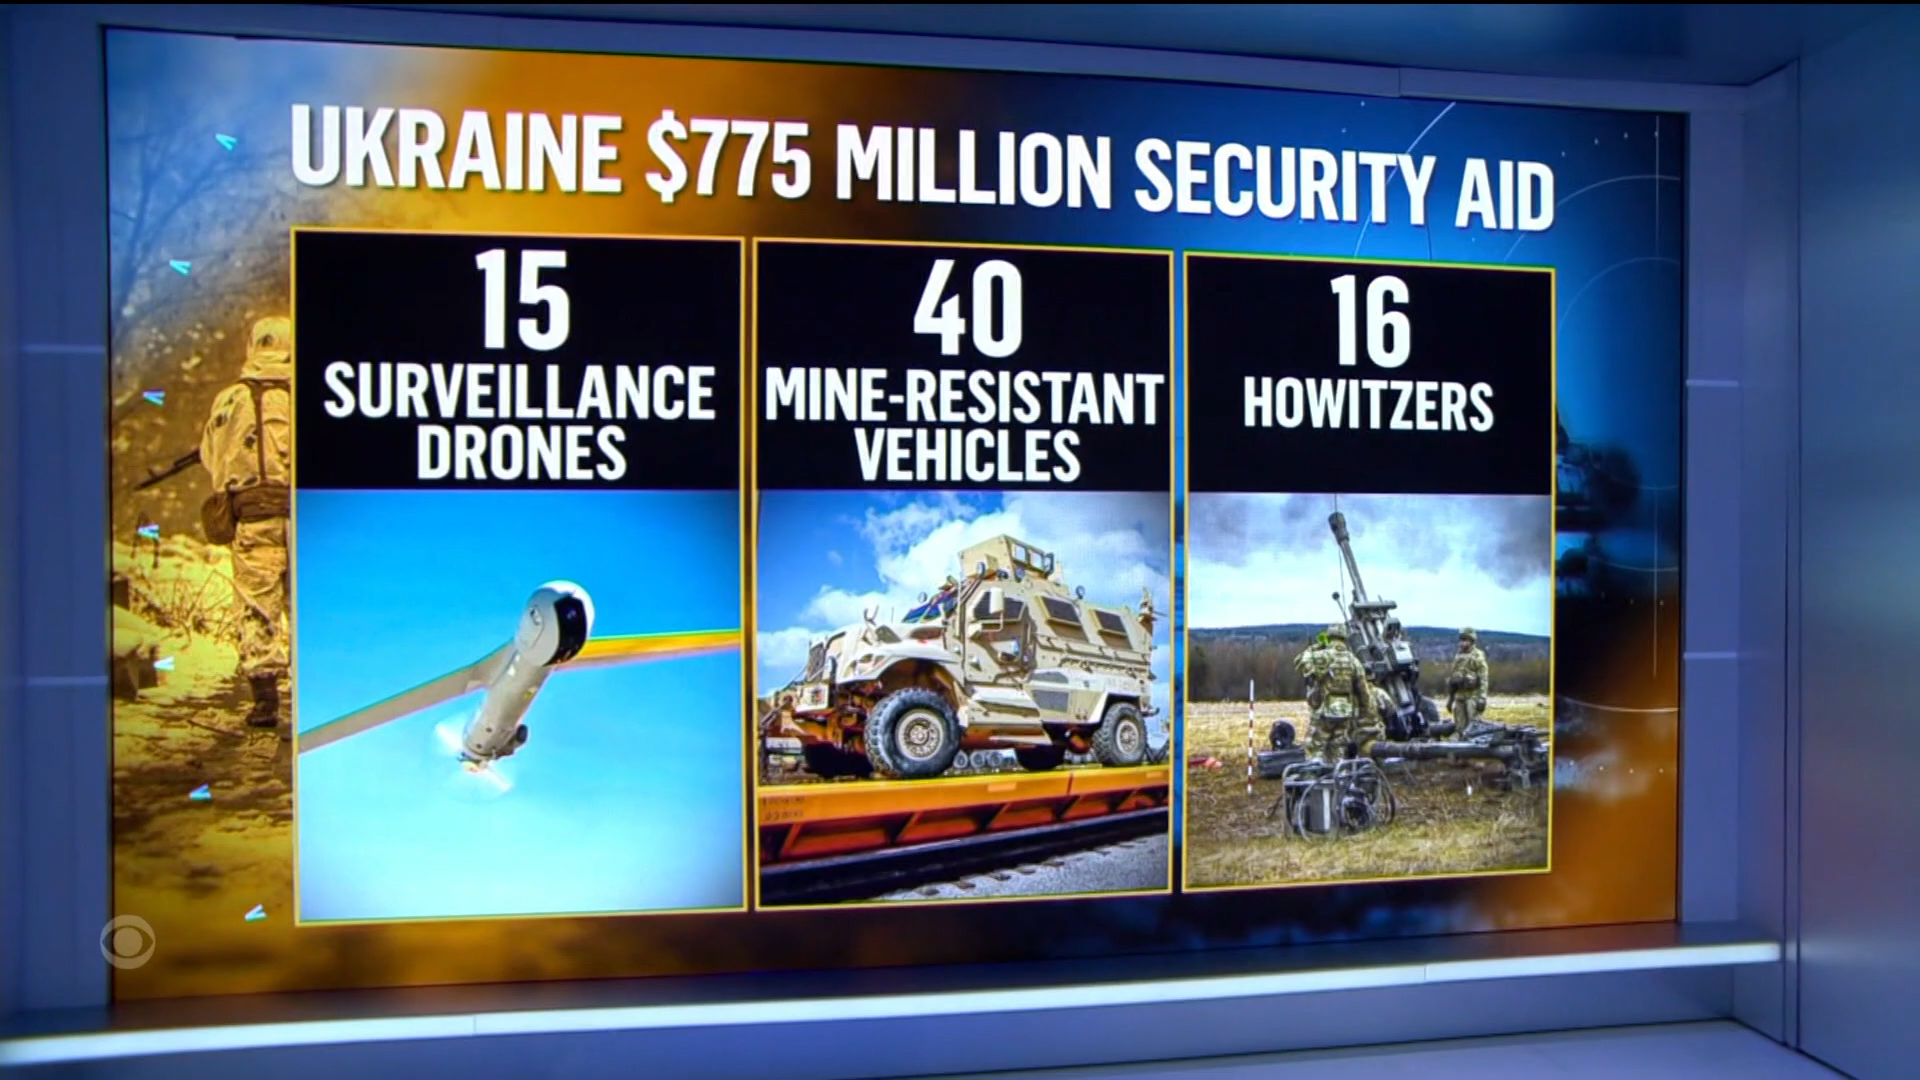 UKRAINE $775 MILLION SECURITY AID
15
SURVEILLANCE
DRONES
40
MINE-RESISTANT
VEHICLES
16
HOWITZERS